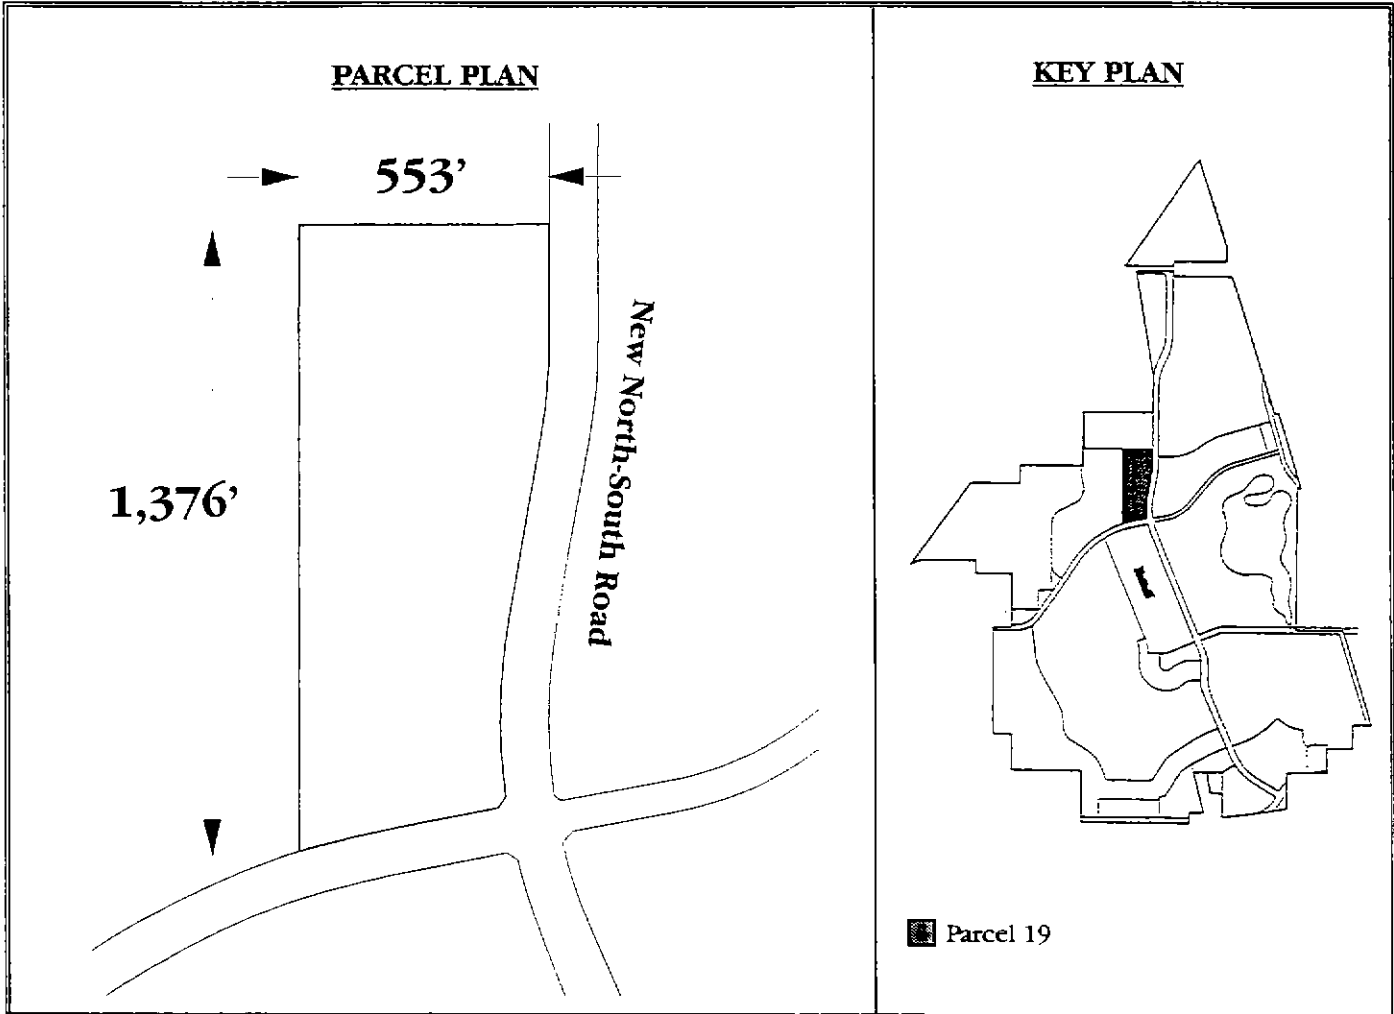 PARCEL PLAN
553’
1,376’
New North-South Road
KEY PLAN
Parcel 19